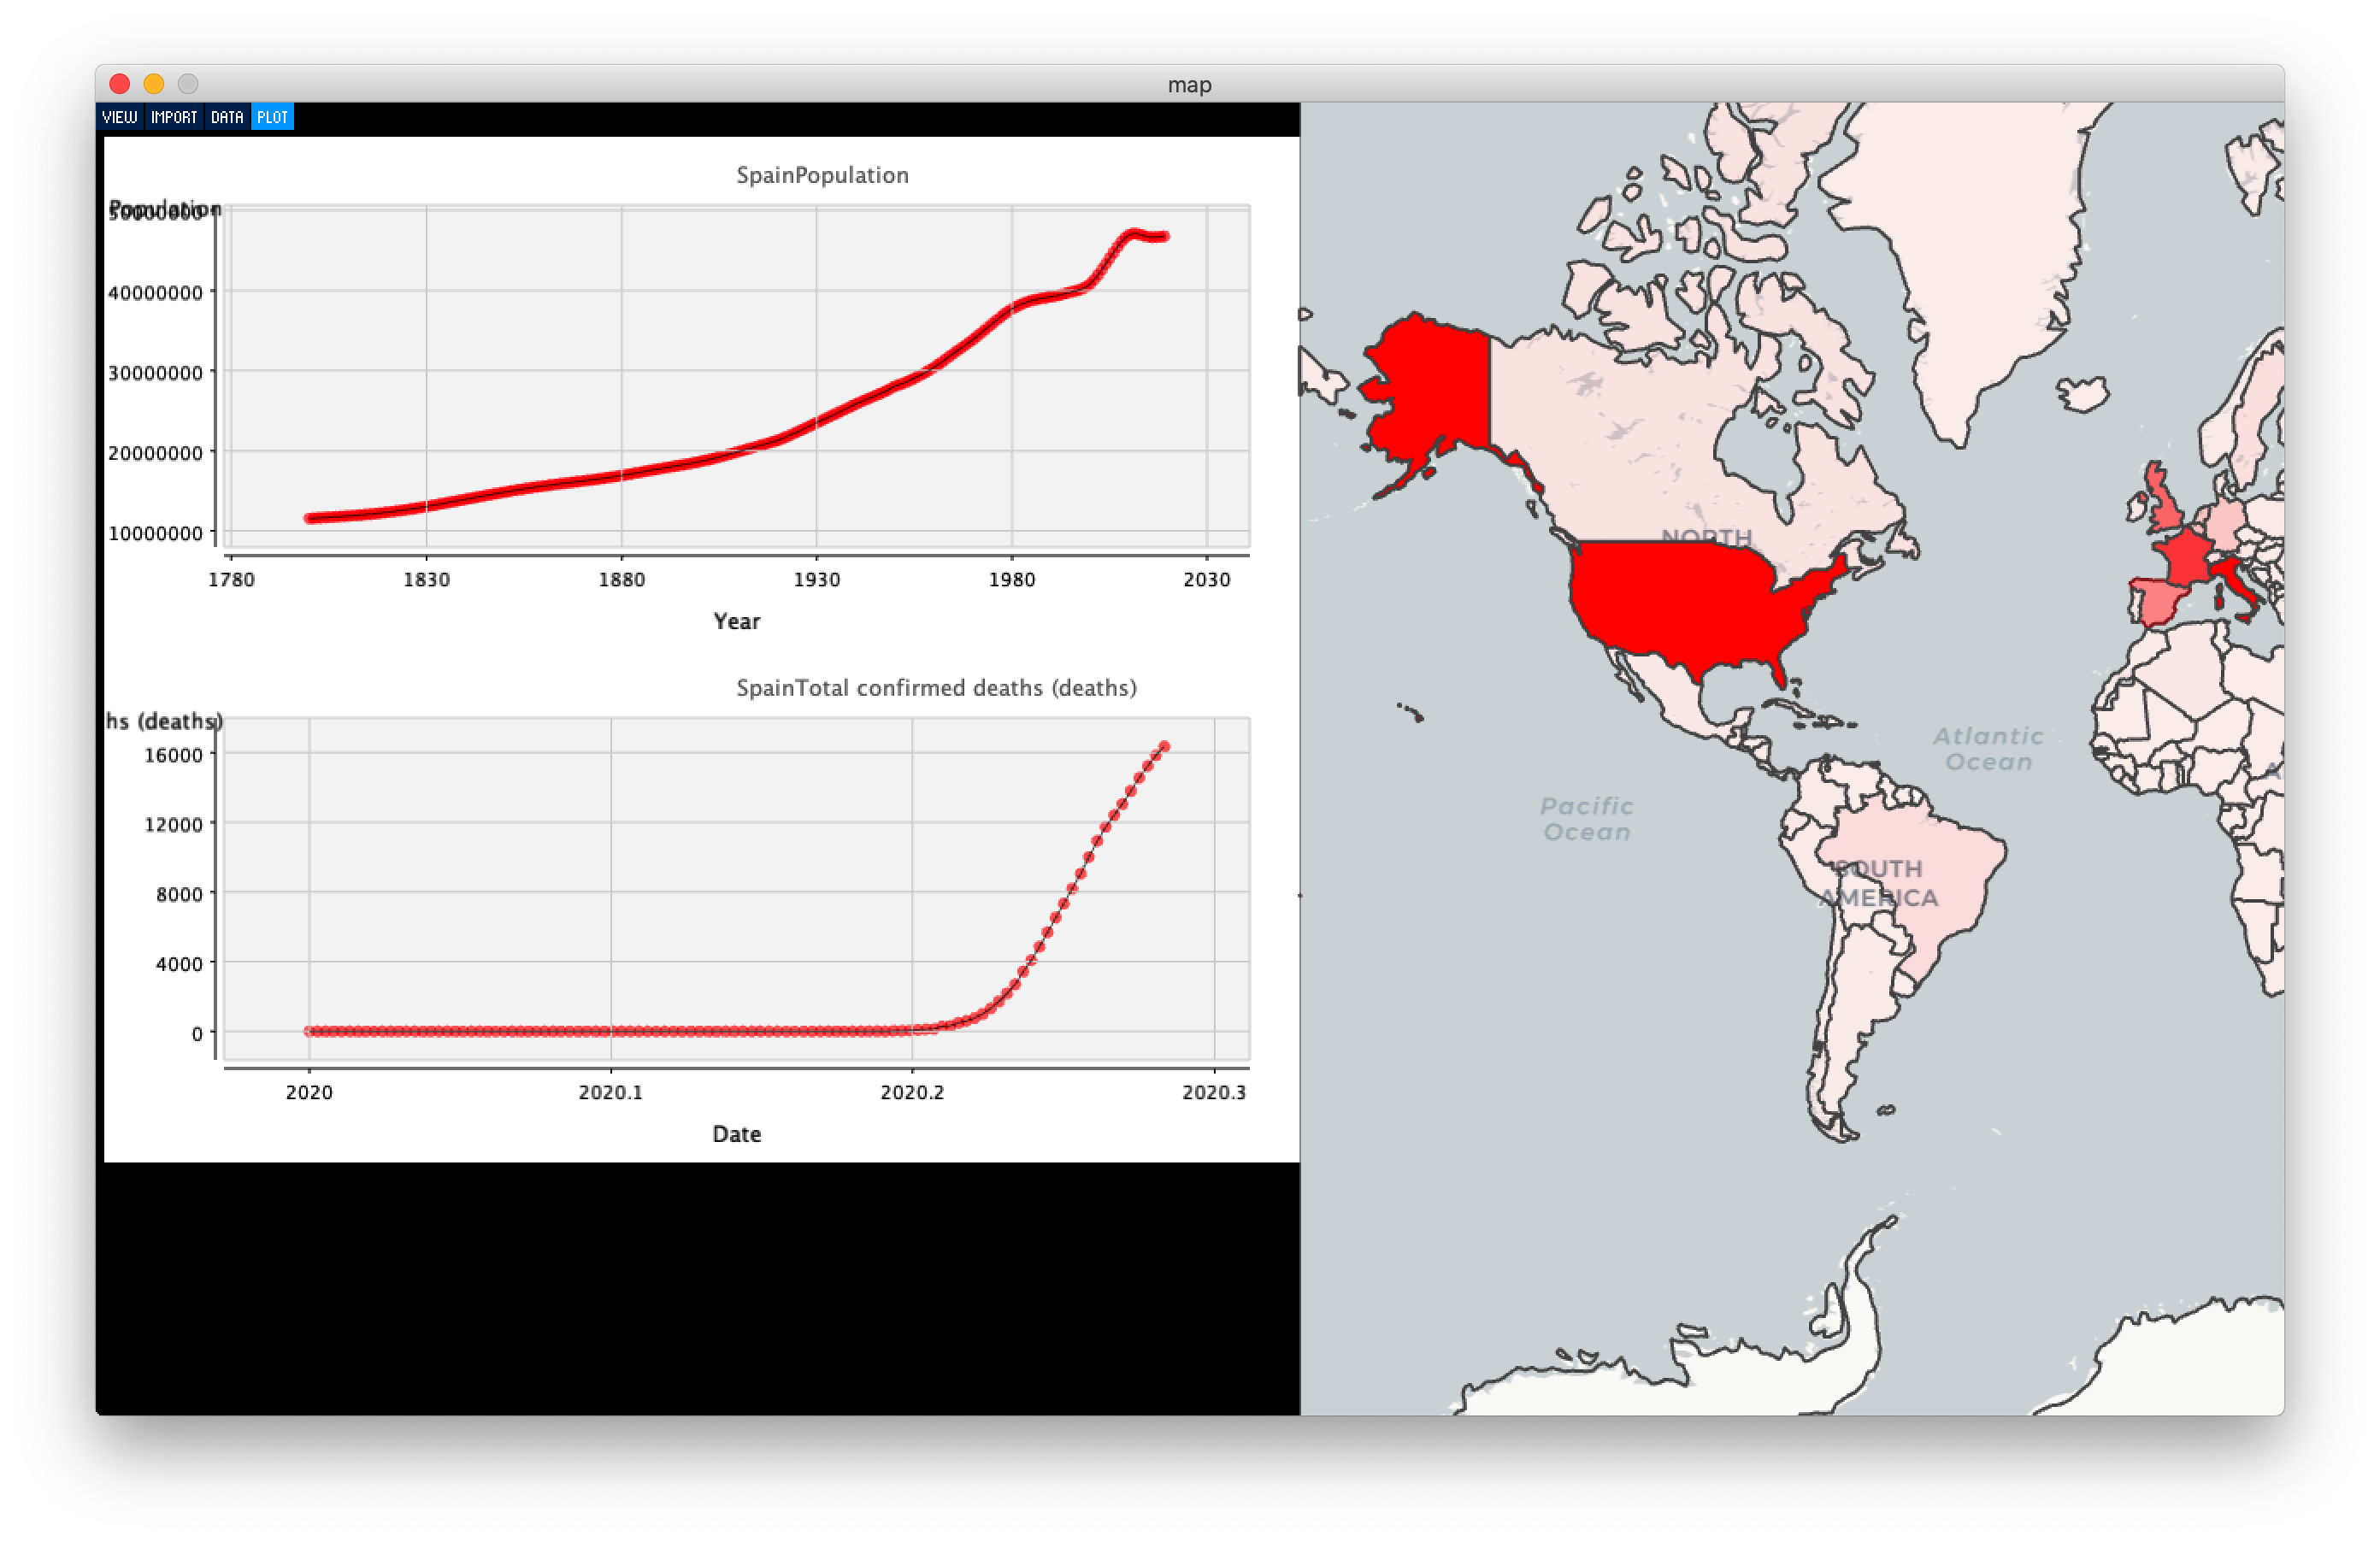 map
VIEW IMPORT DATA PLOT
SpainPopulation
Population
50000000
40000000
30000000
20000000
10000000
1780 1830 1880 1930 1980 2030
Year
SpainTotal confirmed deaths (deaths)
hs (deaths)
16000
12000
8000
4000
0
2020 2020.1 2020.2 2020.3
Date
NORTH
Atlantic
Ocean
Pacific
Ocean
SOUTH
AMERICA
A